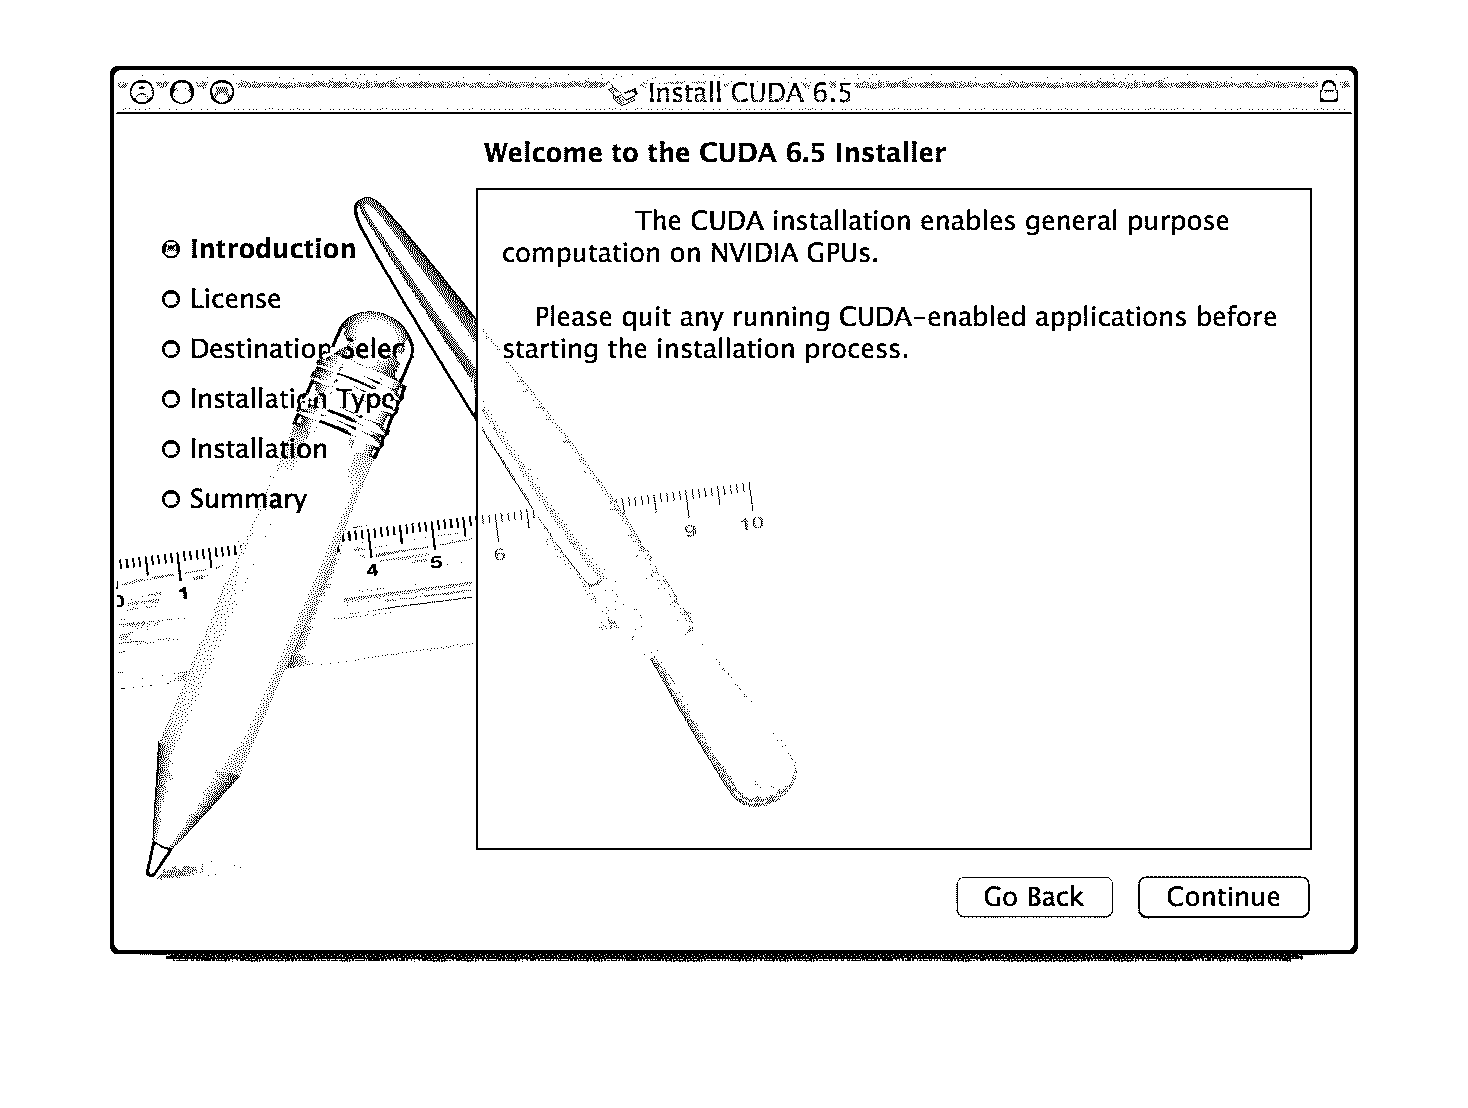 Install CUDA 6.5
Welcome to the CUDA 6.5 Installer
Introduction
License
Destination Selec
Installation Type
Installation
Summary
The CUDA installation enables general purpose
computation on NVIDIA GPUs.
Please quit any running CUDA-enabled applications before
starting the installation process.
0 1 4 5 6 9 10
Go Back
Continue